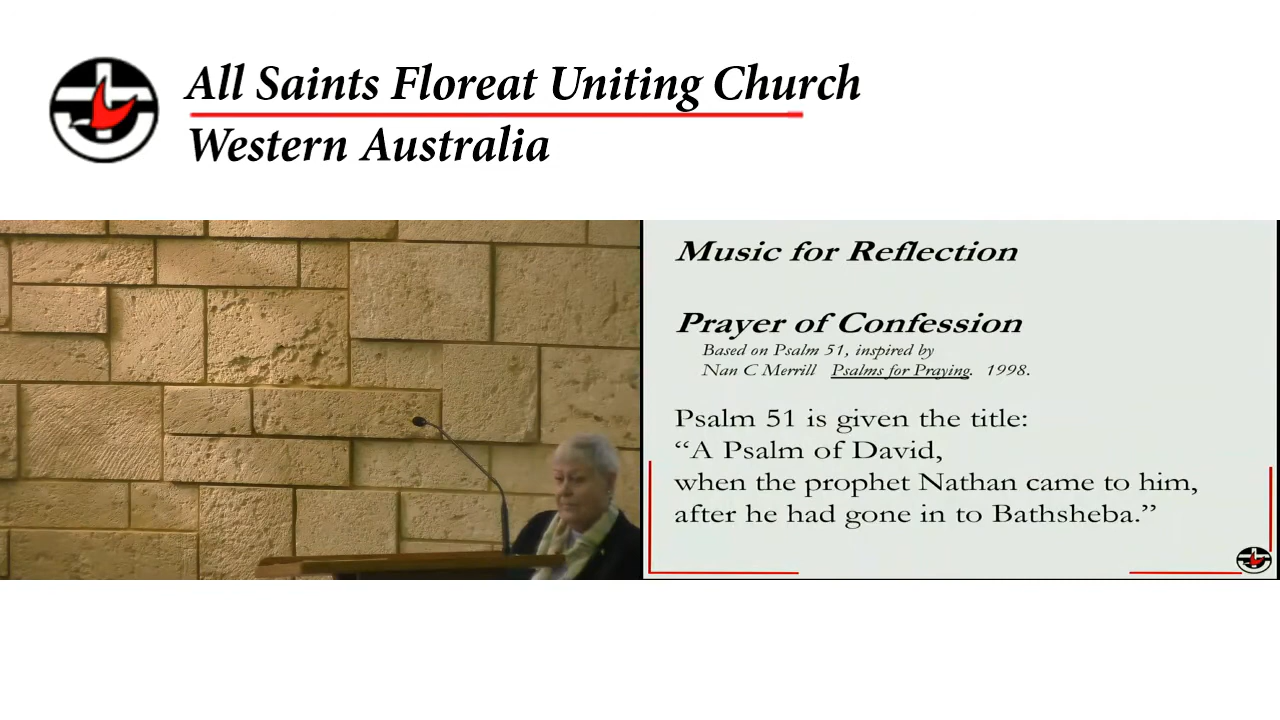 All Saints Floreat Uniting Church
Western Australia
Music for Reflection
Prayer of Confession
Based on Psalm 51, inspired by
Nan C Merrill Psalms for Praying. 1998.
Psalm 51 is given the title:
“A Psalm of David,
when the prophet Nathan came to him,
after he had gone in to Bathsheba.”